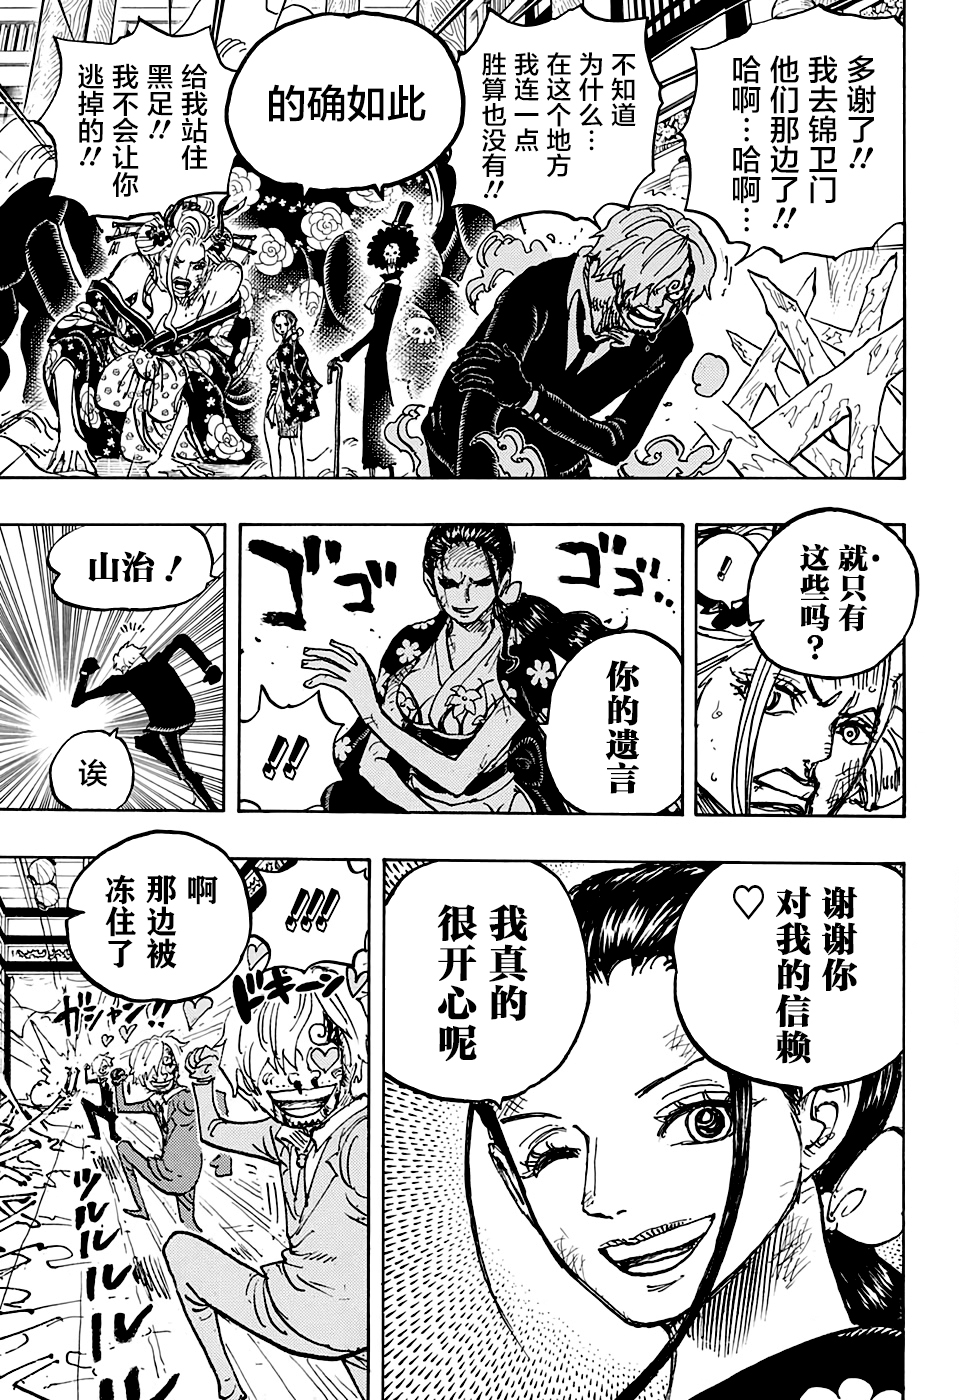 多谢了!!
我去锦卫门
他们那边了!!
哈啊…哈啊…
不知道
为什么…
在这个地方
我连一点
胜算也没有!!
的确如此
给我站住
黑足!!
我不会让你
逃掉的!!
就只有
这些吗?
!
你的遗言
ゴゴ
ゴゴ
山治!
诶
谢谢你
对我的信赖
♡
我真的
很开心呢
!!!
!!!
啊
那边被
冻住了
ドキーン
ガシャン!!
ツルルルーーッ